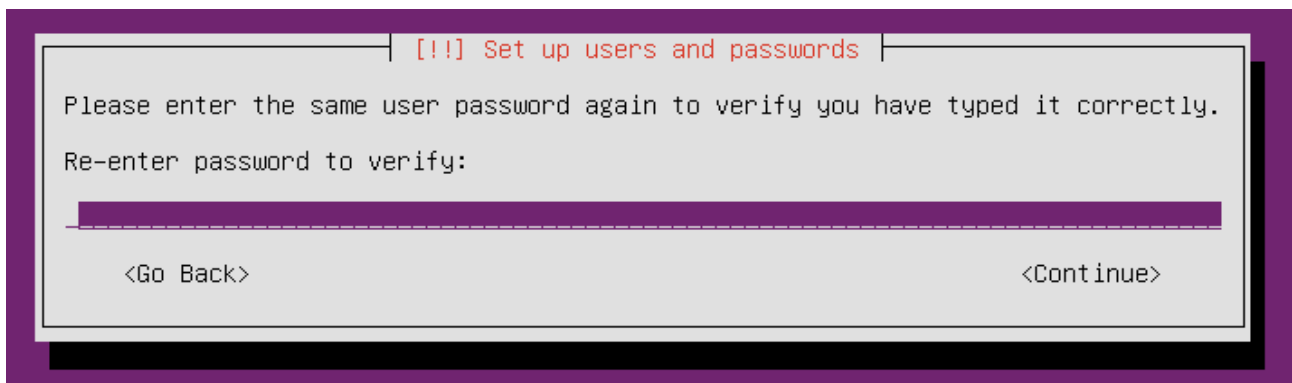 [!!] Set up users and passwords
Please enter the same user password again to verify you have typed it correctly.
Re-enter password to verify:
<Go Back> <Continue>